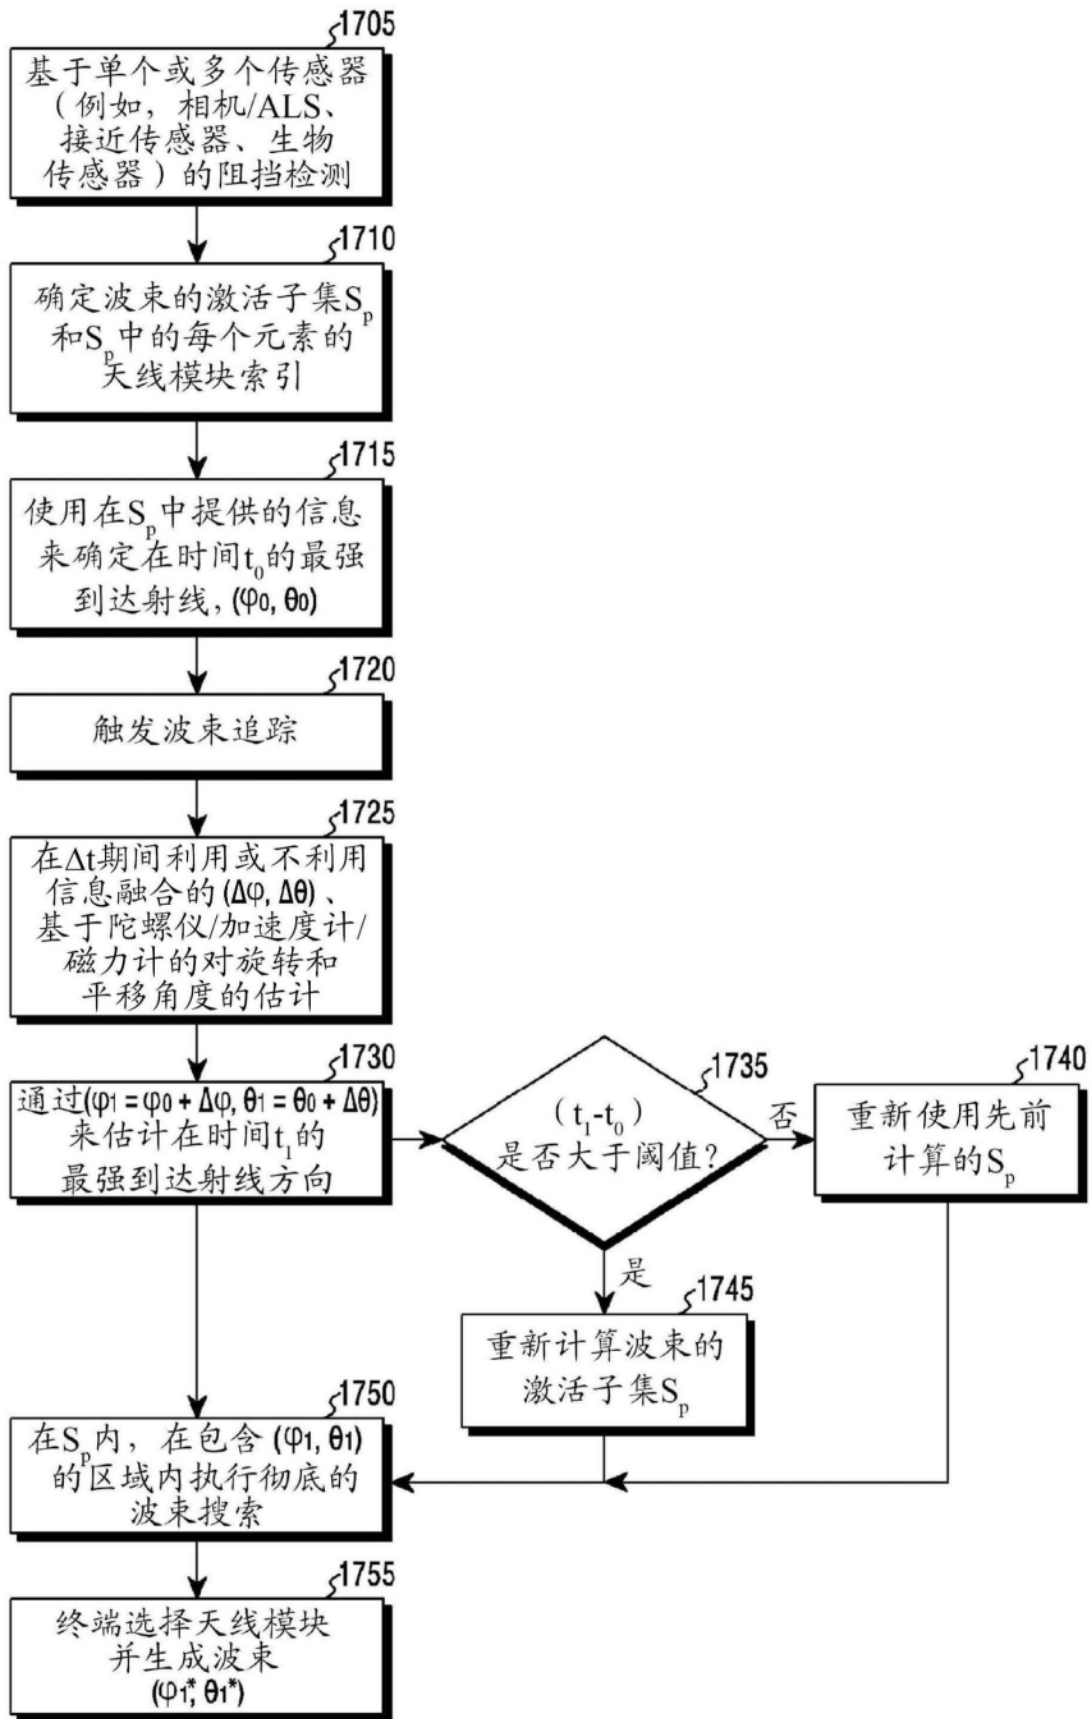 1705
基于单个或多个传感器
（例如，相机/ALS、
接近传感器、生物
传感器）的阻挡检测
1710
确定波束的激活子集Sp
和Sp中的每个元素的
天线模块索引
1715
使用在Sp中提供的信息
来确定在时间t0的最强
到达射线，(φ0, θ0)
1720
触发波束追踪
1725
在Δt期间利用或不利用
信息融合的(Δφ, Δθ)、
基于陀螺仪/加速度计/
磁力计的对旋转和
平移角度的估计
1730
通过(φ1 = φ0 + Δφ, θ1 = θ0 + Δθ)
来估计在时间t1的
最强到达射线方向
1735
（t1-t0）
是否大于阈值?
否
1740
重新使用先前
计算的Sp
是
1745
重新计算波束的
激活子集Sp
1750
在Sp内，在包含(φ1, θ1)
的区域内执行彻底的
波束搜索
1755
终端选择天线模块
并生成波束
(φ1*, θ1*)